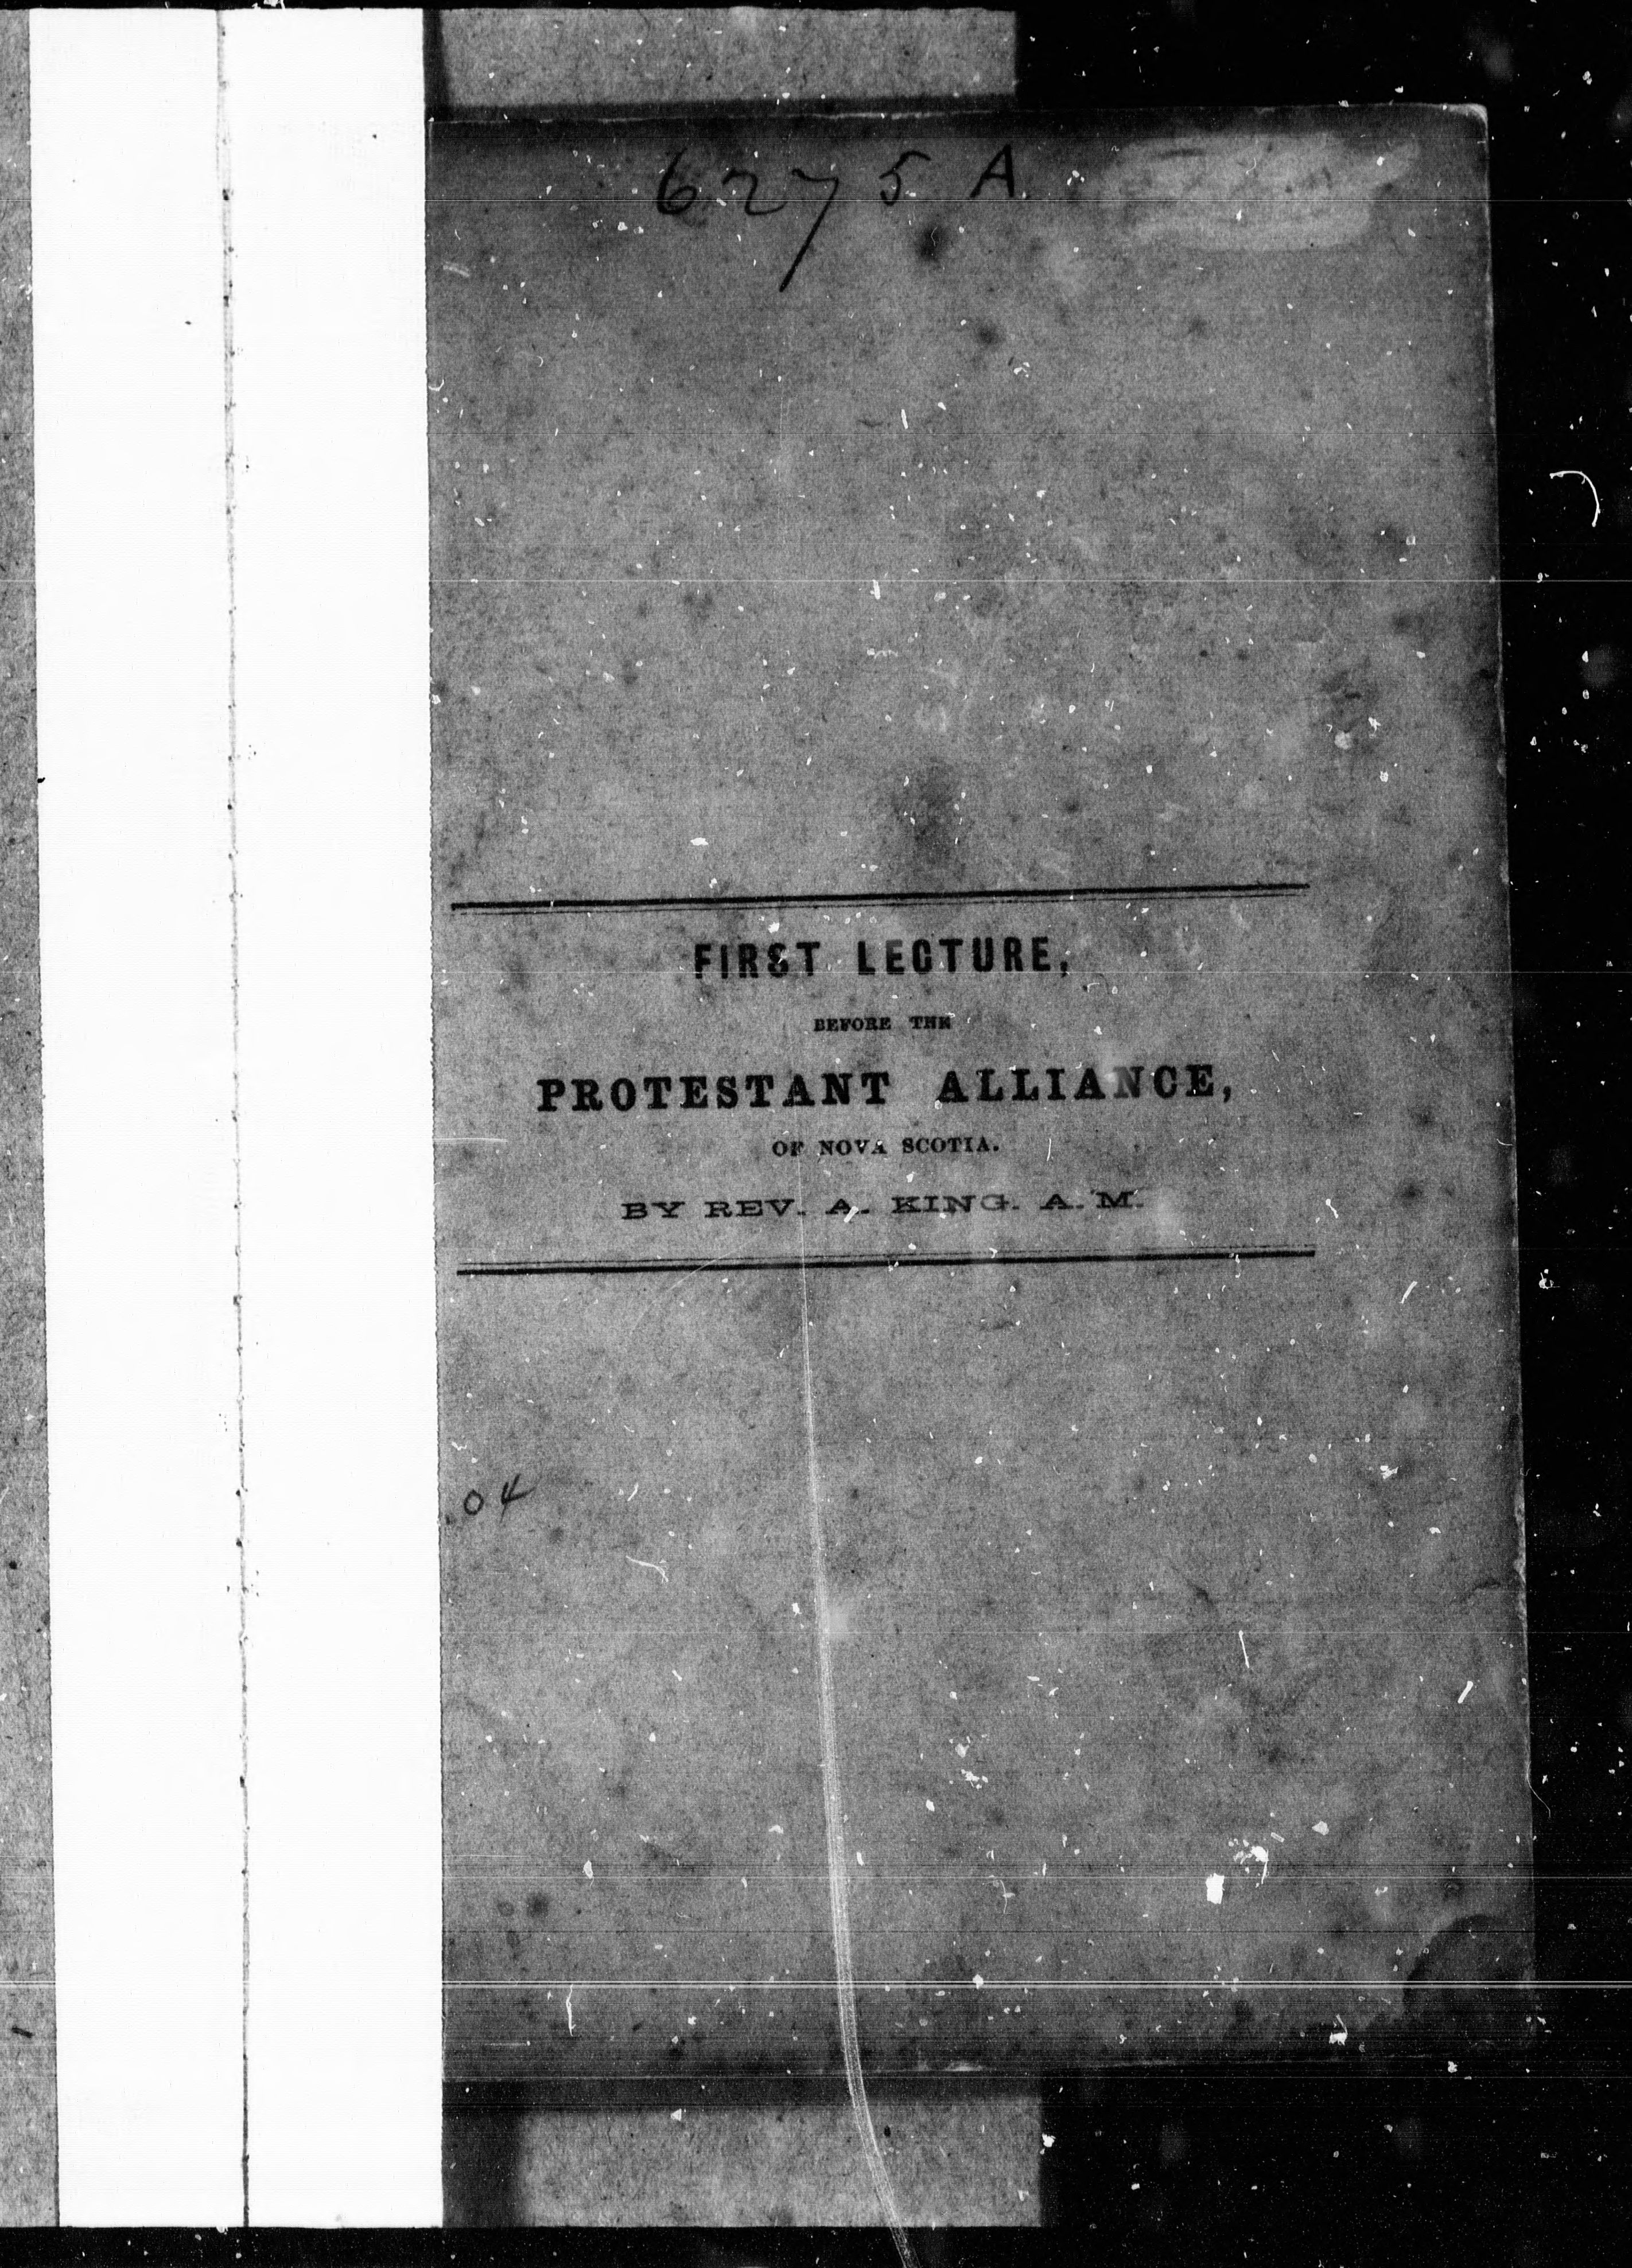 6275 A
FIRST LECTURE,
BEFORE THE
PROTESTANT ALLIANCE,
OF NOVA SCOTIA.
BY REV. A. KING. A. M.
04